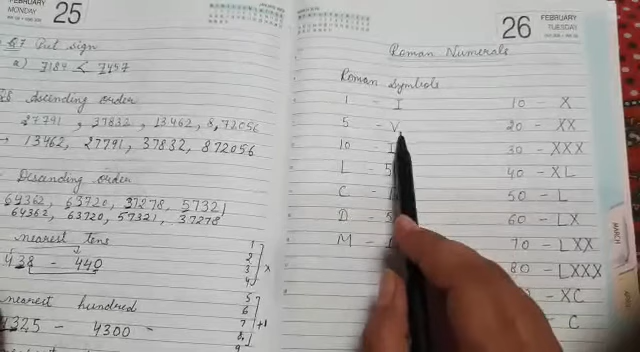 FEBRUARY
MONDAY
25
Q7 Put sign
a) 7184 < 7457
Q8 Ascending order
27791, 37832, 13462, 8,72056
13462, 27791, 37832, 872056
Descending order
64362, 63720, 37278, 57321
64362, 63720, 57321, 37278
nearest tens
438 - 440
1
2
3
4
x
nearest hundred
4325 - 4300 -
5
6
7
8
9
+1
26
FEBRUARY
TUESDAY
Roman Numerals
Roman Symbols
1 - I
5 - V
10 -
L - 5
C -
D - 5
M -
10 - X
20 - XX
30 - XXX
40 - XL
50 - L
60 - LX
70 - LXX
80 - LXXX
- XC
- C
MARCH